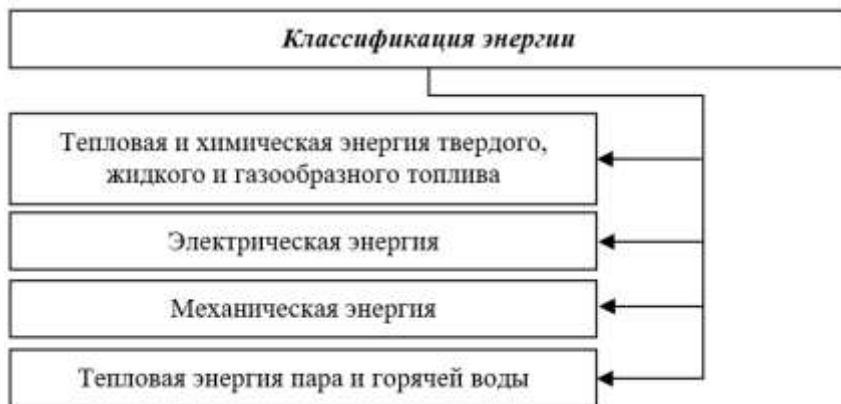 Классификация энергии
Тепловая и химическая энергия твердого,
жидкого и газообразного топлива
Электрическая энергия
Механическая энергия
Тепловая энергия пара и горячей воды